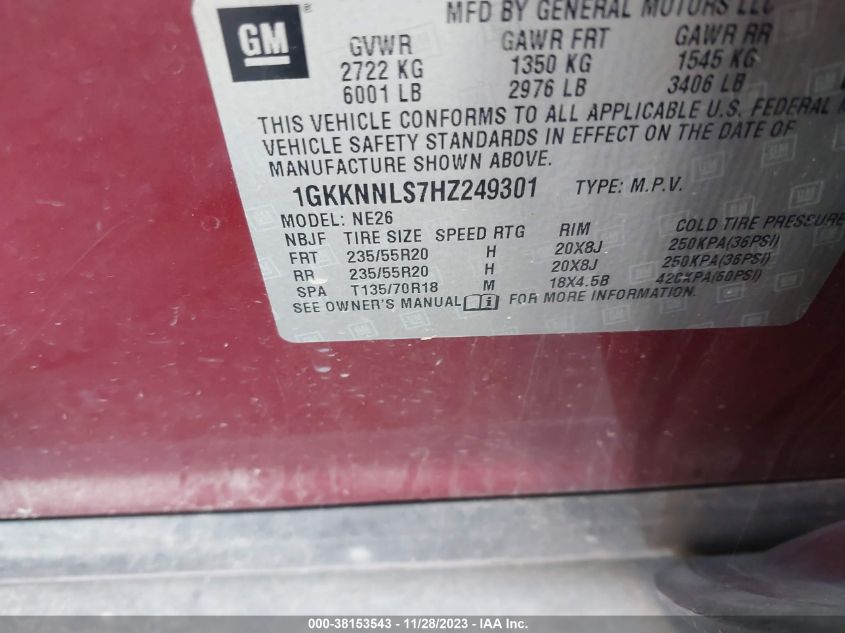 GM ®
MFD BY GENERAL MOTORS LLC
GVWR GAWR FRT GAWR RR
2722 KG 1350 KG 1545 KG
6001 LB 2976 LB 3406 LB
THIS VEHICLE CONFORMS TO ALL APPLICABLE U.S. FEDERAL
VEHICLE SAFETY STANDARDS IN EFFECT ON THE DATE OF
MANUFACTURE SHOWN ABOVE.
1GKKNNLS7HZ249301 TYPE: M.P.V.
MODEL: NE26
NBJF TIRE SIZE SPEED RTG RIM COLD TIRE PRESSURE
FRT 235/55R20 H 20X8J 250KPA(36PSI)
RR 235/55R20 H 20X8J 250KPA(36PSI)
SPA T135/70R18 M 18X4.5B 420KPA(60PSI)
SEE OWNER'S MANUAL FOR MORE INFORMATION.
000-38153543 - 11/28/2023 - IAA Inc.